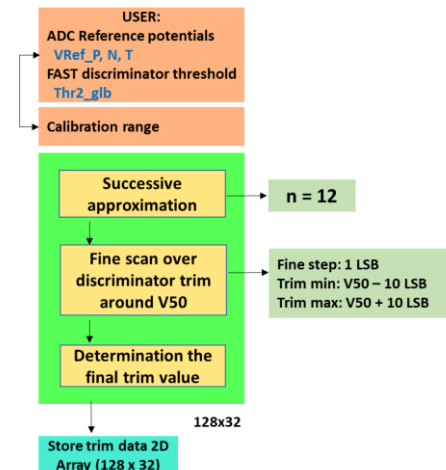 USER:
ADC Reference potentials
VRef_P, N, T
FAST discriminator threshold
Thr2_glb
Calibration range
Successive
approximation
n = 12
Fine scan over
discriminator trim
around V50
Fine step: 1 LSB
Trim min: V50 – 10 LSB
Trim max: V50 + 10 LSB
Determination the
final trim value
128x32
Store trim data 2D
Array (128 x 32)